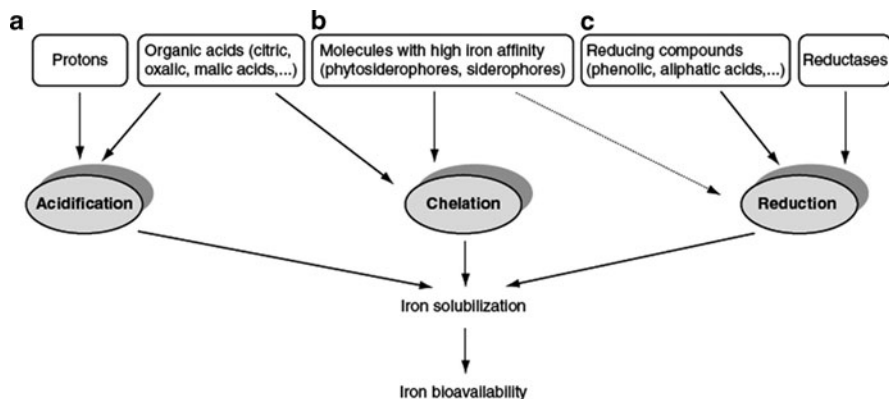 a
Protons
Organic acids (citric,
oxalic, malic acids,...)
b
Molecules with high iron affinity
(phytosiderophores, siderophores)
c
Reducing compounds
(phenolic, aliphatic acids,...)
Reductases
Acidification
Chelation
Reduction
Iron solubilization
Iron bioavailability